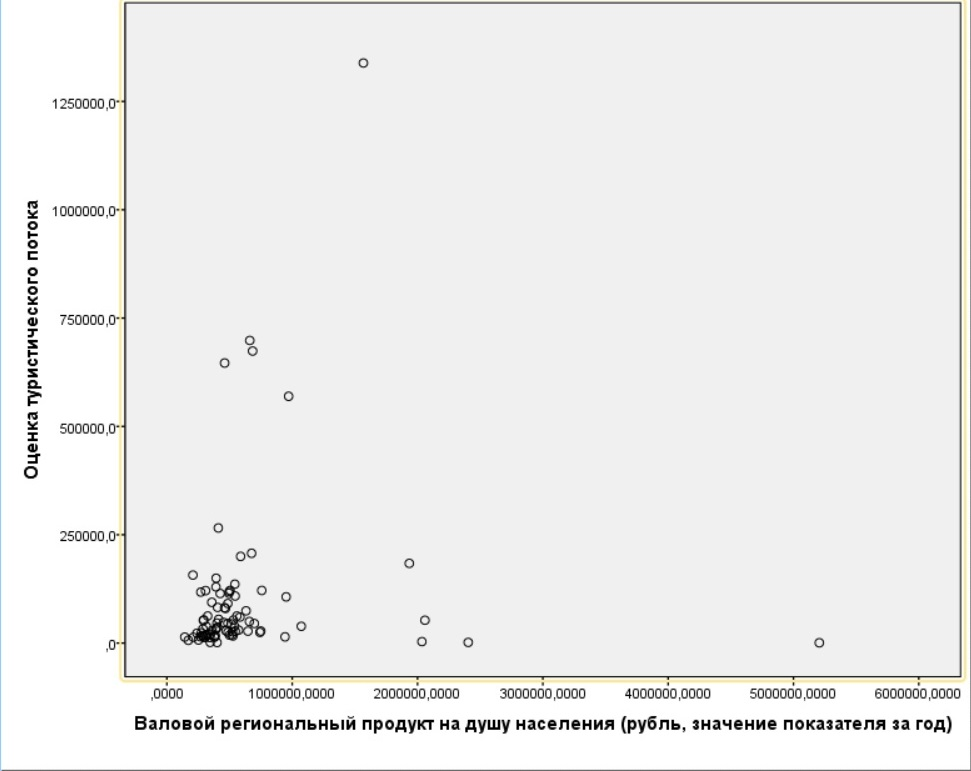 Оценка туристического потока
1250000,0
1000000,0
750000,0
500000,0
250000,0
,0
,0000 1000000,0000 2000000,0000 3000000,0000 4000000,0000 5000000,0000 6000000,0000
Валовой региональный продукт на душу населения (рубль, значение показателя за год)